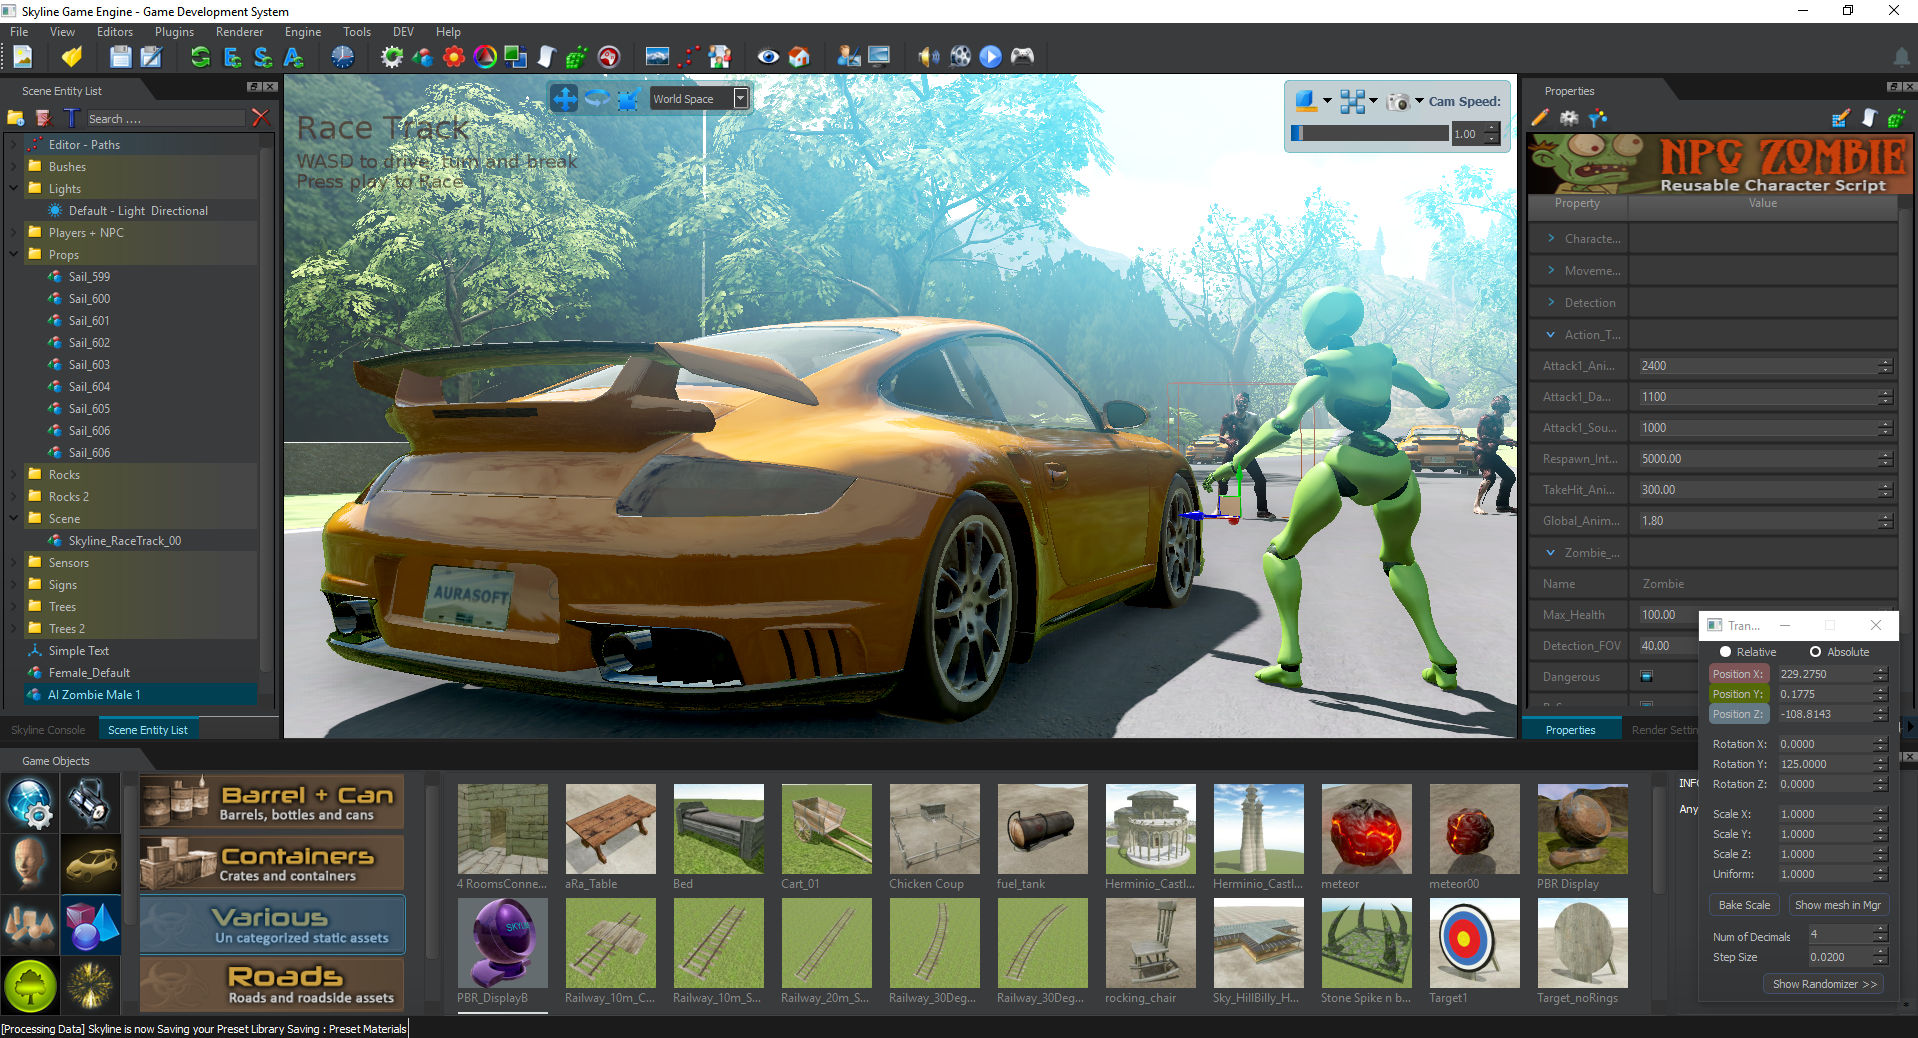 Skyline Game Engine - Game Development System
File View Editors Plugins Renderer Engine Tools DEV Help
Scene Entity List
Search ....
Editor - Paths
Bushes
Lights
Default - Light Directional
Players + NPC
Props
Sail_599
Sail_600
Sail_601
Sail_602
Sail_603
Sail_604
Sail_605
Sail_606
Sail_606
Rocks
Rocks 2
Scene
Skyline_RaceTrack_00
Sensors
Signs
Trees
Trees 2
Simple Text
Female_Default
AI Zombie Male 1
Skyline Console Scene Entity List
World Space
Cam Speed:
1.00
Race Track
WASD to drive, turn and break
Press play to Race
AURASOFT
Properties
NPC ZOMBIE
Reusable Character Script
Property Value
Characte...
Moveme...
Detection
Action_T...
Attack1_Ani... 2400
Attack1_Da... 1100
Attack1_Sou... 1000
Respawn_Int... 5000.00
TakeHit_Ani... 300.00
Global_Anim... 1.80
Zombie_...
Name Zombie
Max_Health 100.00
Detection_FOV 40.00
Dangerous
Properties Render Settin
Tran...
Relative Absolute
Position X: 229.2750
Position Y: 0.1775
Position Z: -108.8143
Rotation X: 0.0000
Rotation Y: 125.0000
Rotation Z: 0.0000
Scale X: 1.0000
Scale Y: 1.0000
Scale Z: 1.0000
Uniform: 1.0000
Bake Scale Show mesh in Mgr
Num of Decimals 4
Step Size 0.0200
Show Randomizer >>
Game Objects
Barrel + Can
Barrels, bottles and cans
Containers
Crates and containers
Various
Un categorized static assets
Roads
Roads and roadside assets
4 RoomsConne... aRa_Table Bed Cart_01 Chicken Coup fuel_tank Herminio_Castl... Herminio_Castl... meteor meteor00 PBR Display
PBR_DisplayB Railway_10m_C... Railway_10m_S... Railway_20m_S... Railway_30Deg... Railway_30Deg... rocking_chair Sky_HillBilly_H... Stone Spike n b... Target1 Target_noRings
Any
[Processing Data] Skyline is now Saving your Preset Library Saving : Preset Materials